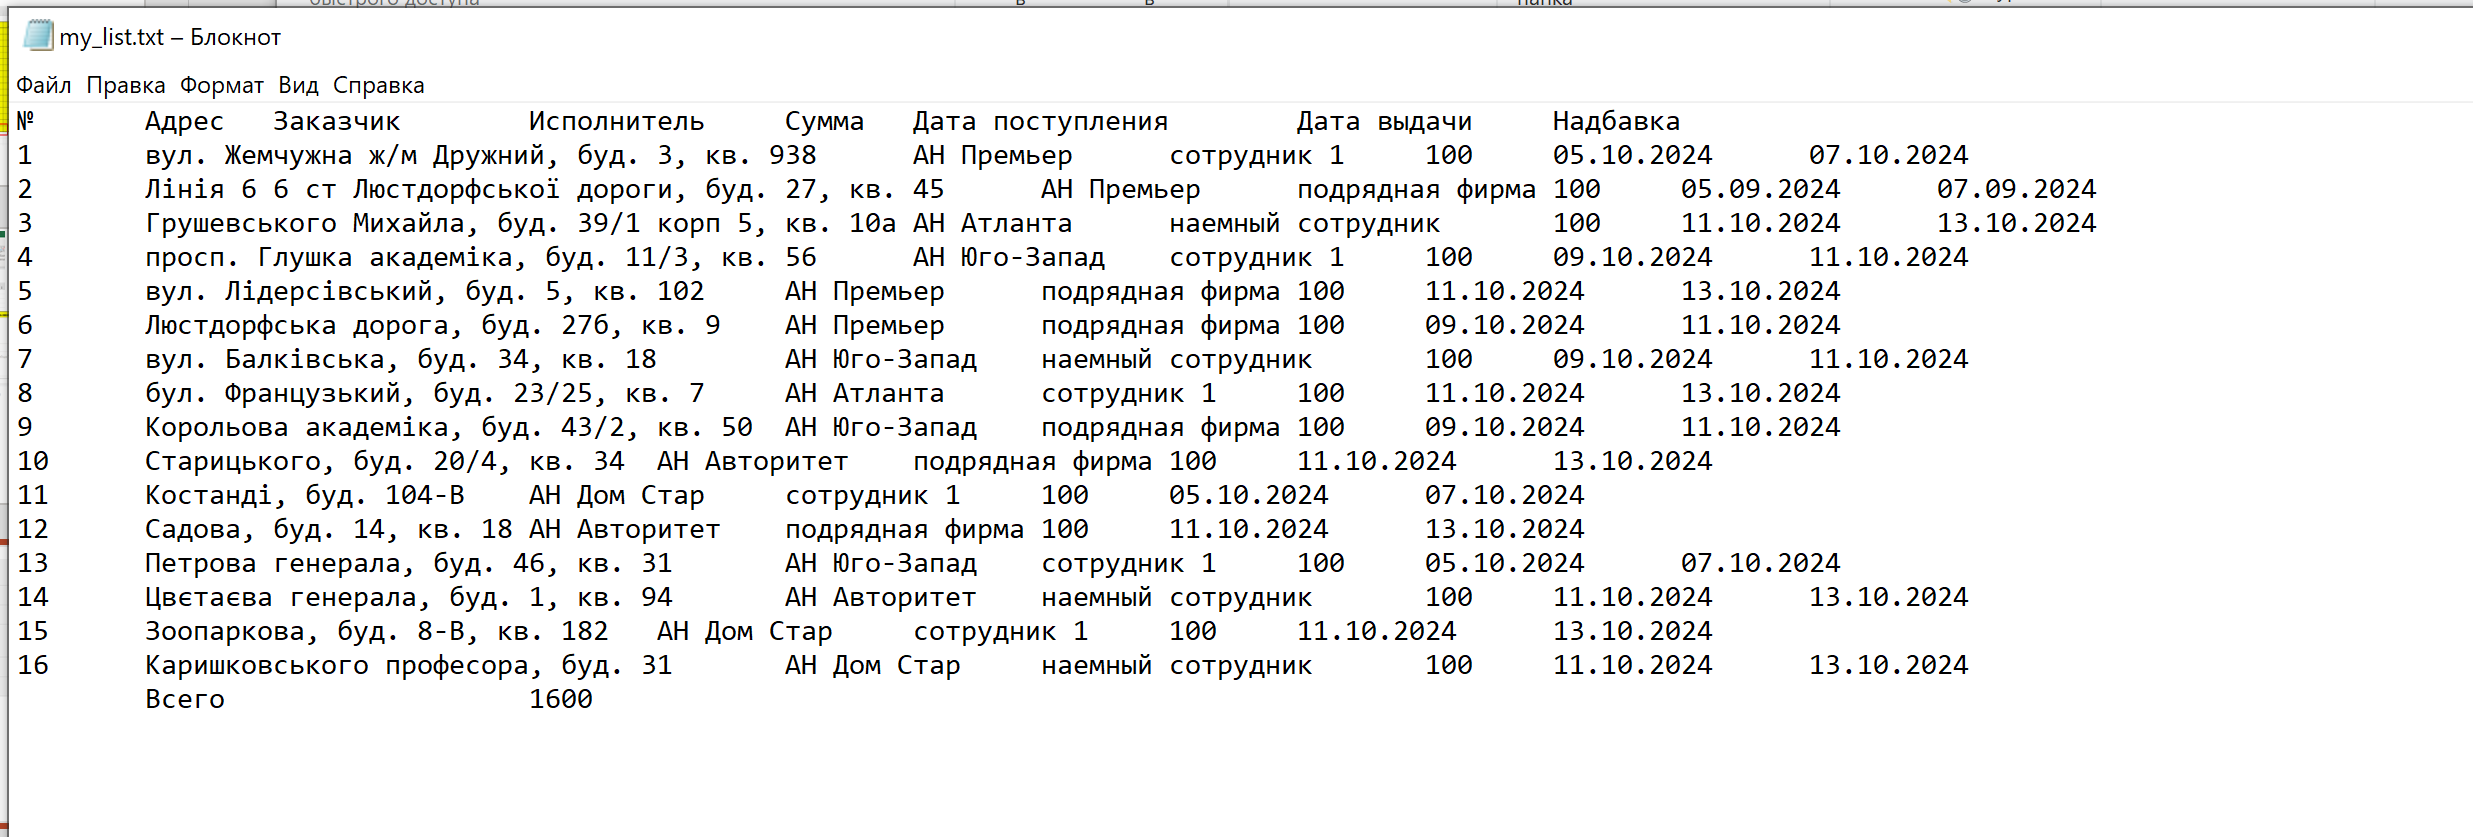 my_list.txt – Блокнот
Файл Правка Формат Вид Справка
№ Адрес Заказчик Исполнитель Сумма Дата поступления Дата выдачи Надбавка
1 вул. Жемчужна ж/м Дружний, буд. 3, кв. 938 АН Премьер сотрудник 1 100 05.10.2024 07.10.2024
2 Лінія 6 6 ст Люстдорфської дороги, буд. 27, кв. 45 АН Премьер подрядная фирма 100 05.09.2024 07.09.2024
3 Грушевського Михайла, буд. 39/1 корп 5, кв. 10а АН Атланта наемный сотрудник 100 11.10.2024 13.10.2024
4 просп. Глушка академіка, буд. 11/3, кв. 56 АН Юго-Запад сотрудник 1 100 09.10.2024 11.10.2024
5 вул. Лідерсівський, буд. 5, кв. 102 АН Премьер подрядная фирма 100 11.10.2024 13.10.2024
6 Люстдорфська дорога, буд. 27б, кв. 9 АН Премьер подрядная фирма 100 09.10.2024 11.10.2024
7 вул. Балківська, буд. 34, кв. 18 АН Юго-Запад наемный сотрудник 100 09.10.2024 11.10.2024
8 бул. Французький, буд. 23/25, кв. 7 АН Атланта сотрудник 1 100 11.10.2024 13.10.2024
9 Корольова академіка, буд. 43/2, кв. 50 АН Юго-Запад подрядная фирма 100 09.10.2024 11.10.2024
10 Старицького, буд. 20/4, кв. 34 АН Авторитет подрядная фирма 100 11.10.2024 13.10.2024
11 Костанді, буд. 104-В АН Дом Стар сотрудник 1 100 05.10.2024 07.10.2024
12 Садова, буд. 14, кв. 18 АН Авторитет подрядная фирма 100 11.10.2024 13.10.2024
13 Петрова генерала, буд. 46, кв. 31 АН Юго-Запад сотрудник 1 100 05.10.2024 07.10.2024
14 Цвєтаєва генерала, буд. 1, кв. 94 АН Авторитет наемный сотрудник 100 11.10.2024 13.10.2024
15 Зоопаркова, буд. 8-В, кв. 182 АН Дом Стар сотрудник 1 100 11.10.2024 13.10.2024
16 Каришковського професора, буд. 31 АН Дом Стар наемный сотрудник 100 11.10.2024 13.10.2024
Всего 1600